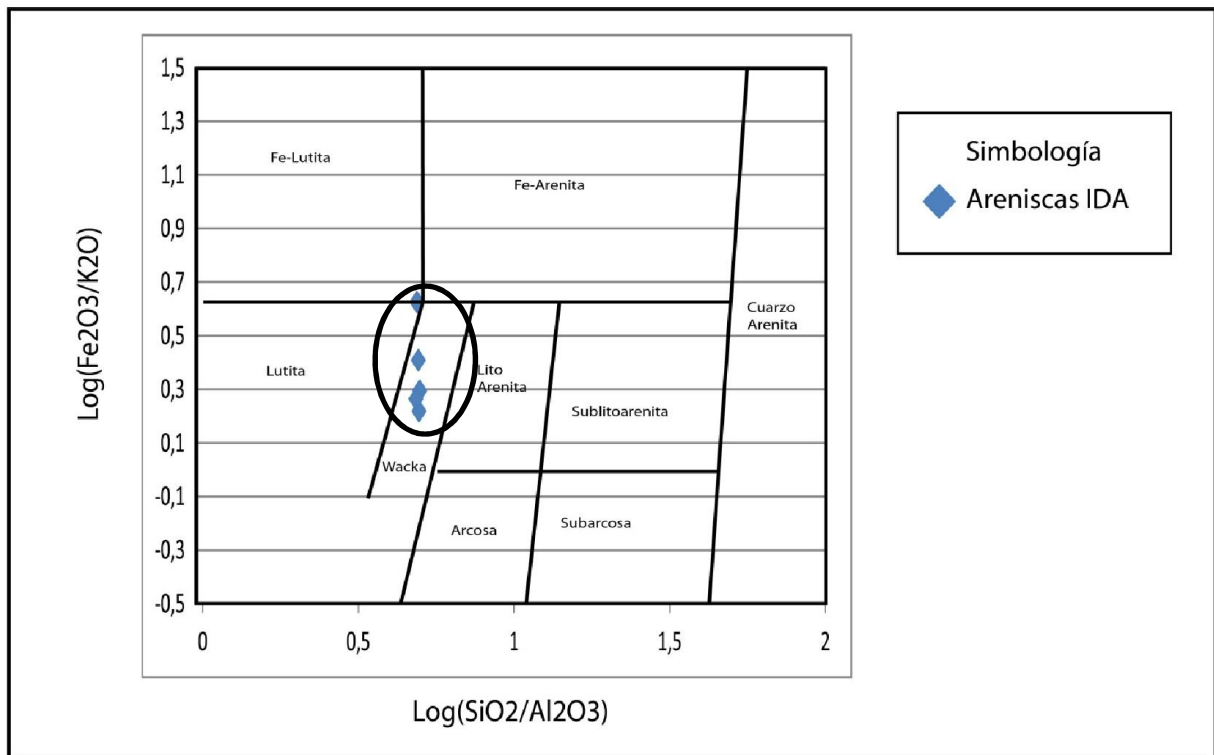 1,5
1,3
1,1
0,9
0,7
0,5
0,3
0,1
-0,1
-0,3
-0,5
Log(Fe2O3/K2O)
Fe-Lutita
Fe-Arenita
Lutita
Lito
Arenita
Cuarzo
Arenita
Sublitoarenita
Wacka
Arcosa
Subarcosa
0 0,5 1 1,5 2
Log(SiO2/Al2O3)
Simbología
Areniscas IDA